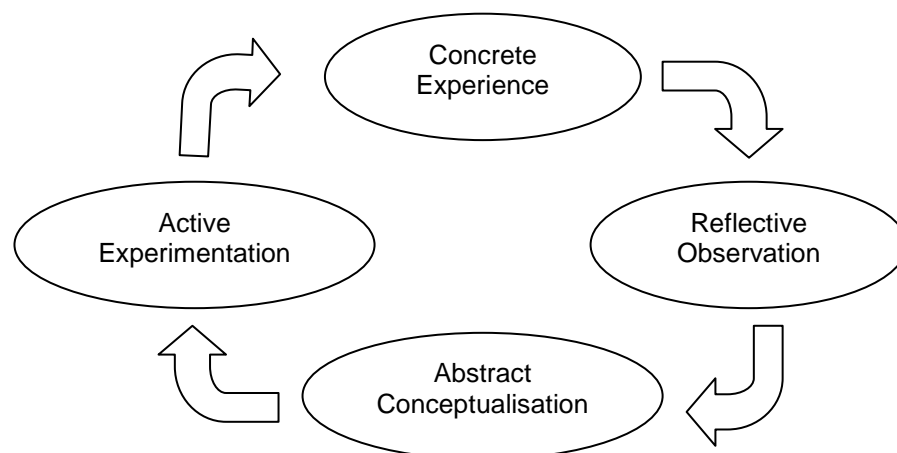 Concrete
Experience
Reflective
Observation
Abstract
Conceptualisation
Active
Experimentation